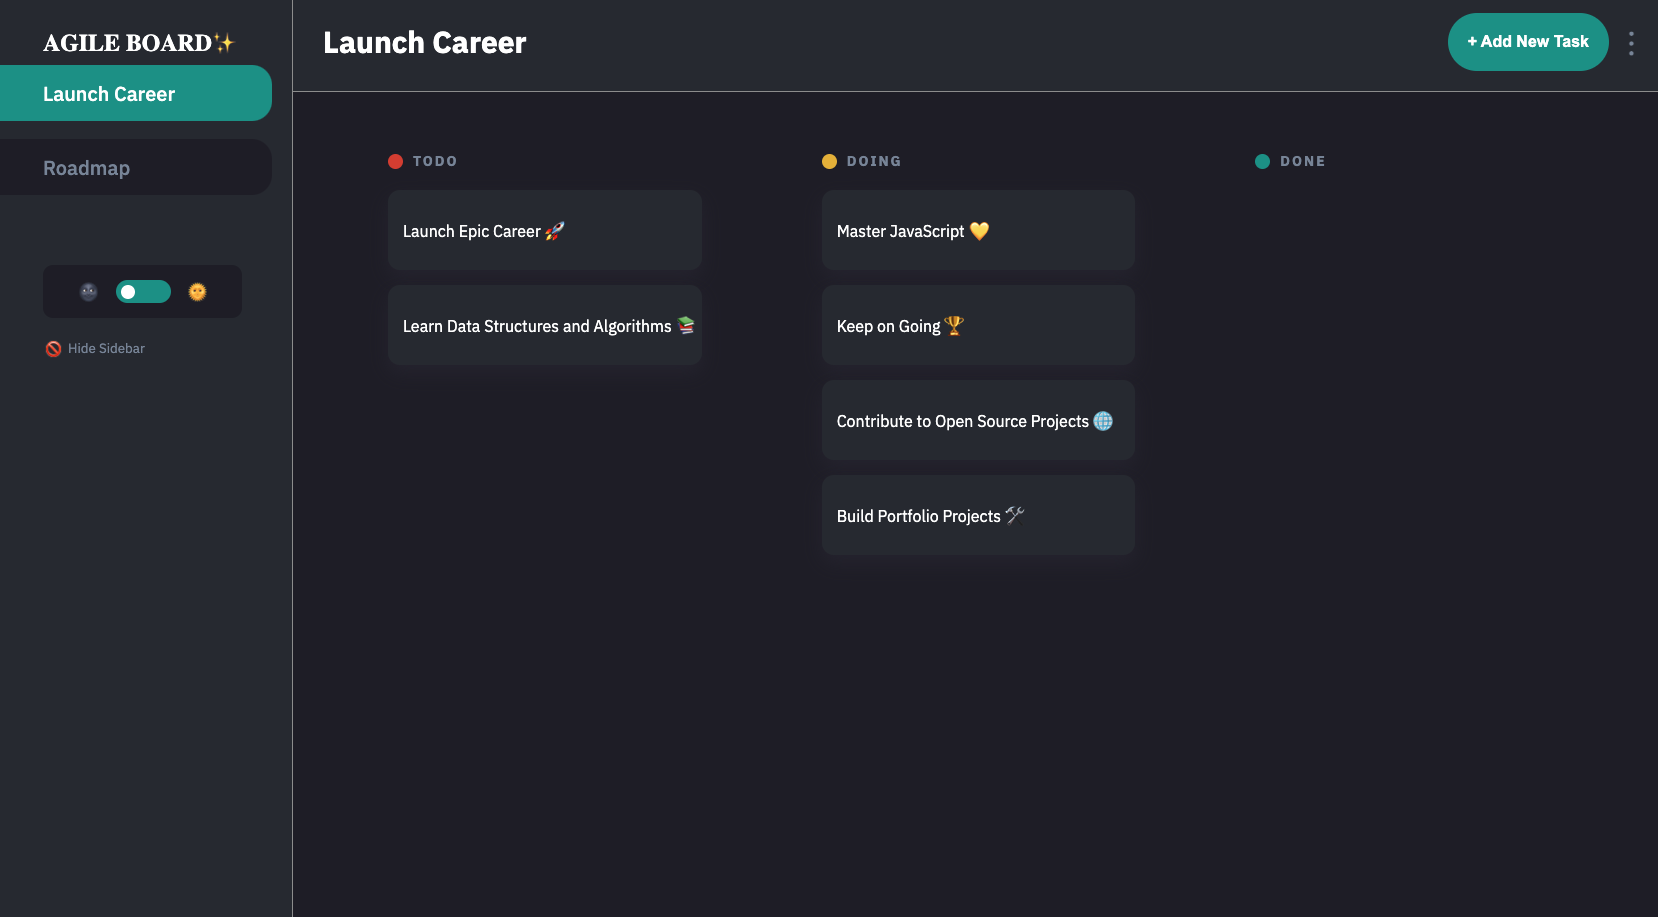 AGILE BOARD✨
Launch Career
Roadmap
🚫 Hide Sidebar
Launch Career
+ Add New Task
TODO
Launch Epic Career 🚀
Learn Data Structures and Algorithms 📚
DOING
Master JavaScript 💛
Keep on Going 🏆
Contribute to Open Source Projects 🌐
Build Portfolio Projects ⚒️
DONE